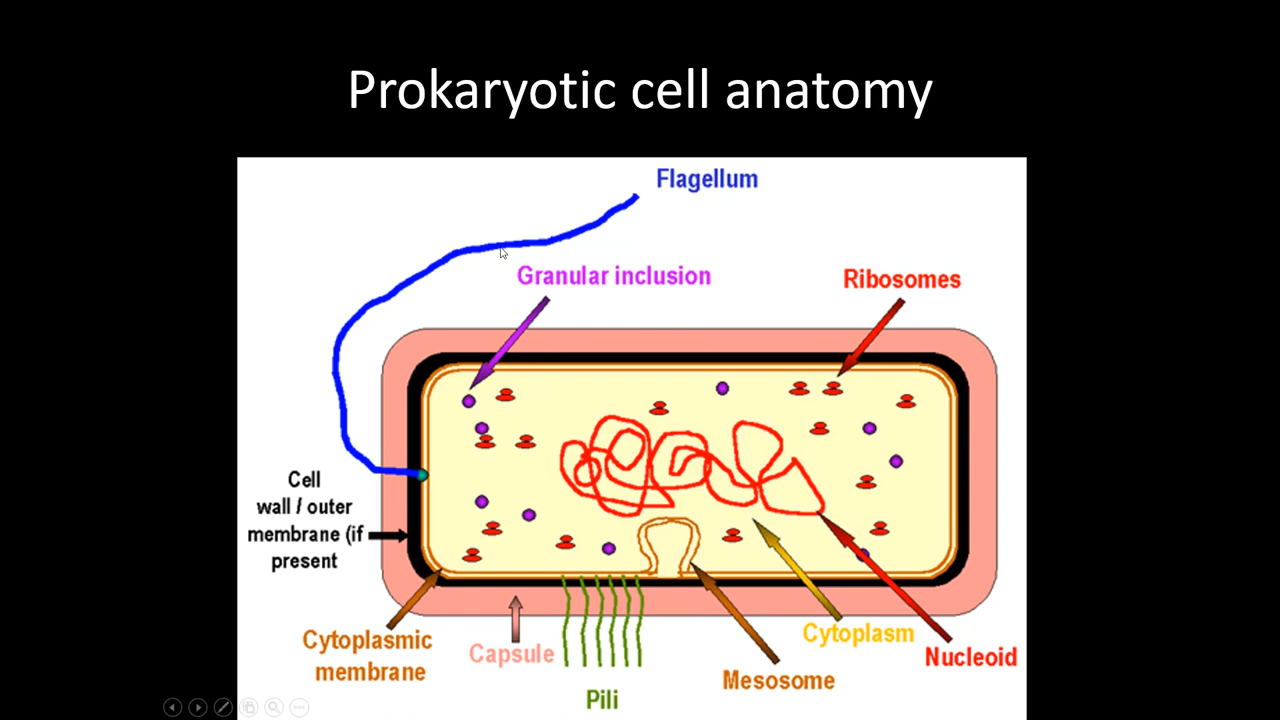 Prokaryotic cell anatomy
Flagellum
Granular inclusion
Ribosomes
Cell
wall / outer
membrane (if
present
Cytoplasmic
membrane
Capsule
Pili
Mesosome
Cytoplasm
Nucleoid